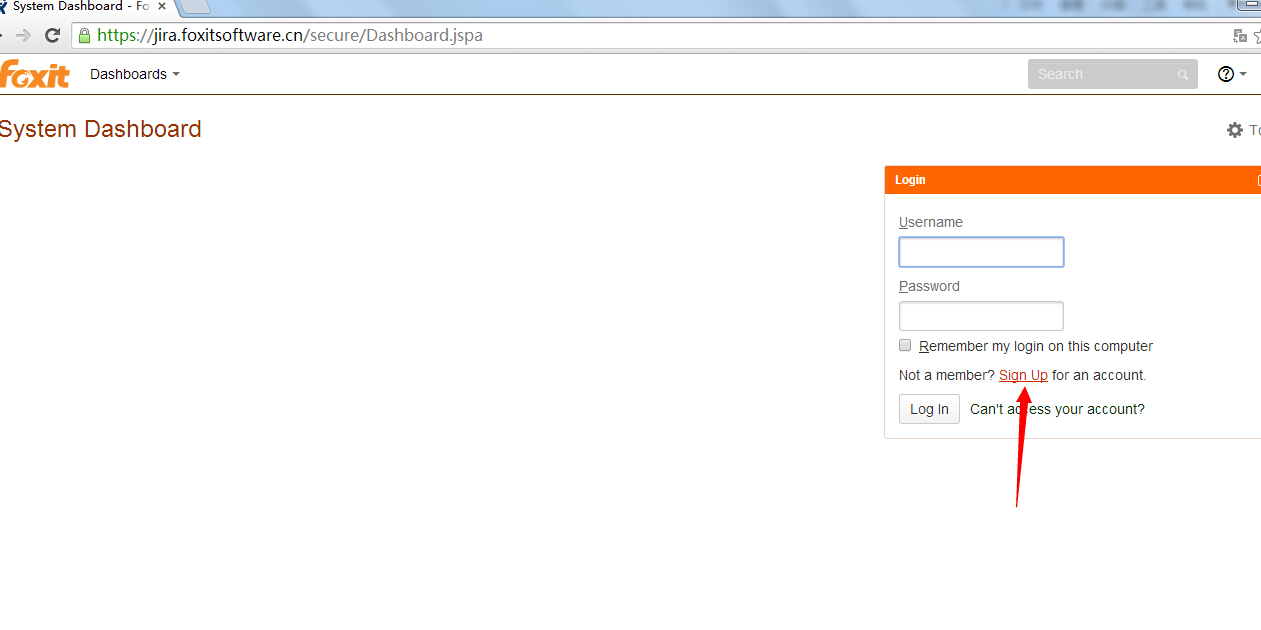 System Dashboard - Fo
https://jira.foxitsoftware.cn/secure/Dashboard.jspa
foxit
Dashboards
Search
System Dashboard
Login
Username
Password
Remember my login on this computer
Not a member? Sign Up for an account.
Log In
Can't access your account?